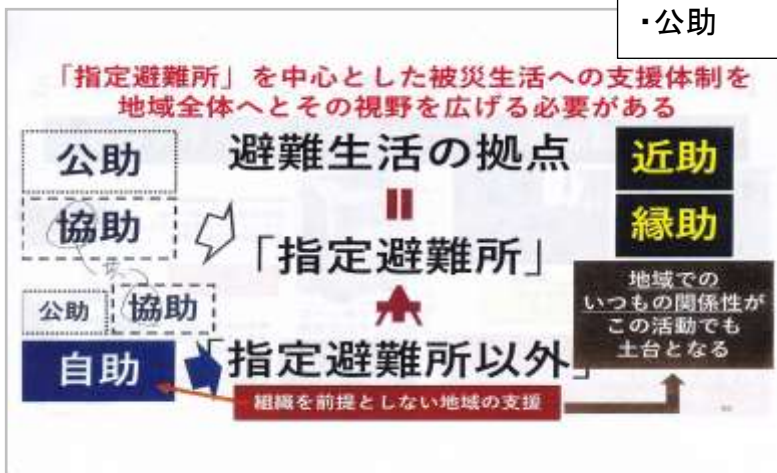 ・公助
「指定避難所」を中心とした被災生活への支援体制を
地域全体へとその視野を広げる必要がある
公助
避難生活の拠点
近助
協助
縁助
「指定避難所」
地域での
いつもの関係性が
この活動でも
土台となる
公助
協助
自助
「指定避難所以外」
組織を前提としない地域の支援